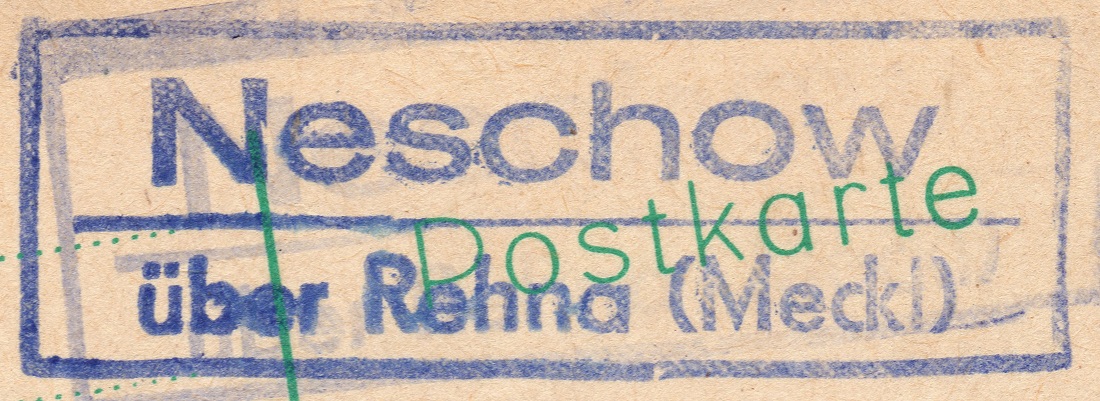 Neschow
Postkarte
über Rehna (Meckl)